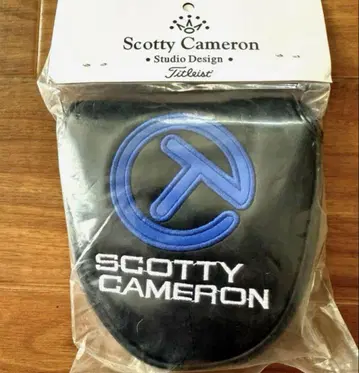 Scotty Cameron
• Studio Design •
Titleist
SCOTTY
CAMERON